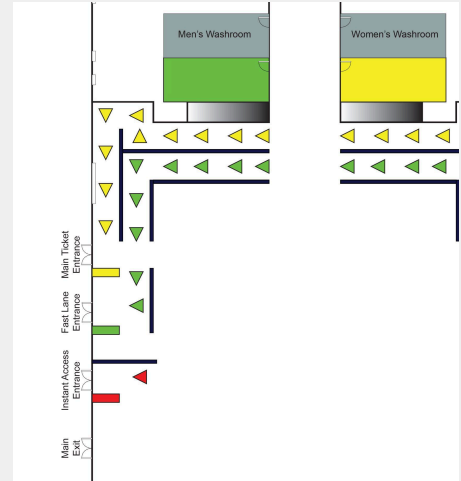 Men's Washroom
Women's Washroom
Main Ticket
Entrance
Fast Lane
Entrance
Instant Access
Entrance
Main
Exit